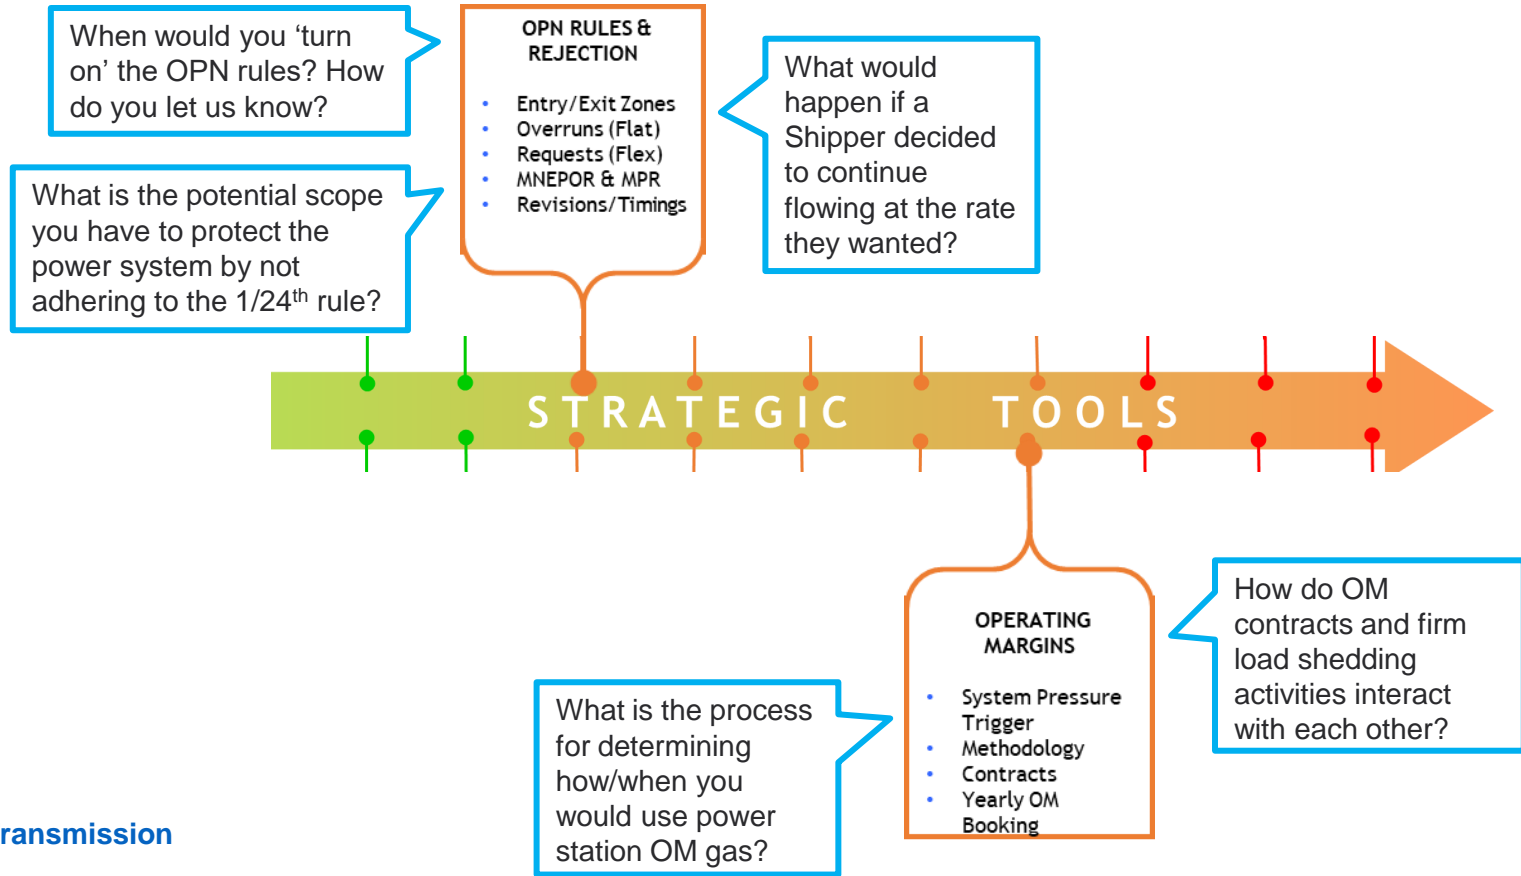 When would you ‘turn
on’ the OPN rules? How
do you let us know?
What is the potential scope
you have to protect the
power system by not
adhering to the 1/24th rule?
OPN RULES &
REJECTION
• Entry/Exit Zones
• Overruns (Flat)
• Requests (Flex)
• MNEPOR & MPR
• Revisions/Timings
What would
happen if a
Shipper decided
to continue
flowing at the rate
they wanted?
STRATEGIC TOOLS
What is the process
for determining
how/when you
would use power
station OM gas?
OPERATING
MARGINS
• System Pressure
Trigger
• Methodology
• Contracts
• Yearly OM
Booking
How do OM
contracts and firm
load shedding
activities interact
with each other?
ransmission